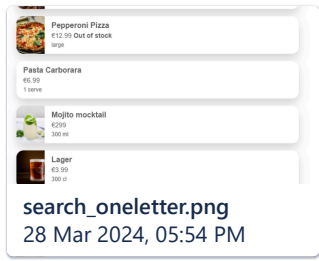 Pepperoni Pizza
€12.99 Out of stock
large
Pasta Carborara
€6.99
1 serve
Mojito mocktail
€299
300 ml
Lager
€3.99
300 cl
search_oneletter.png
28 Mar 2024, 05:54 PM